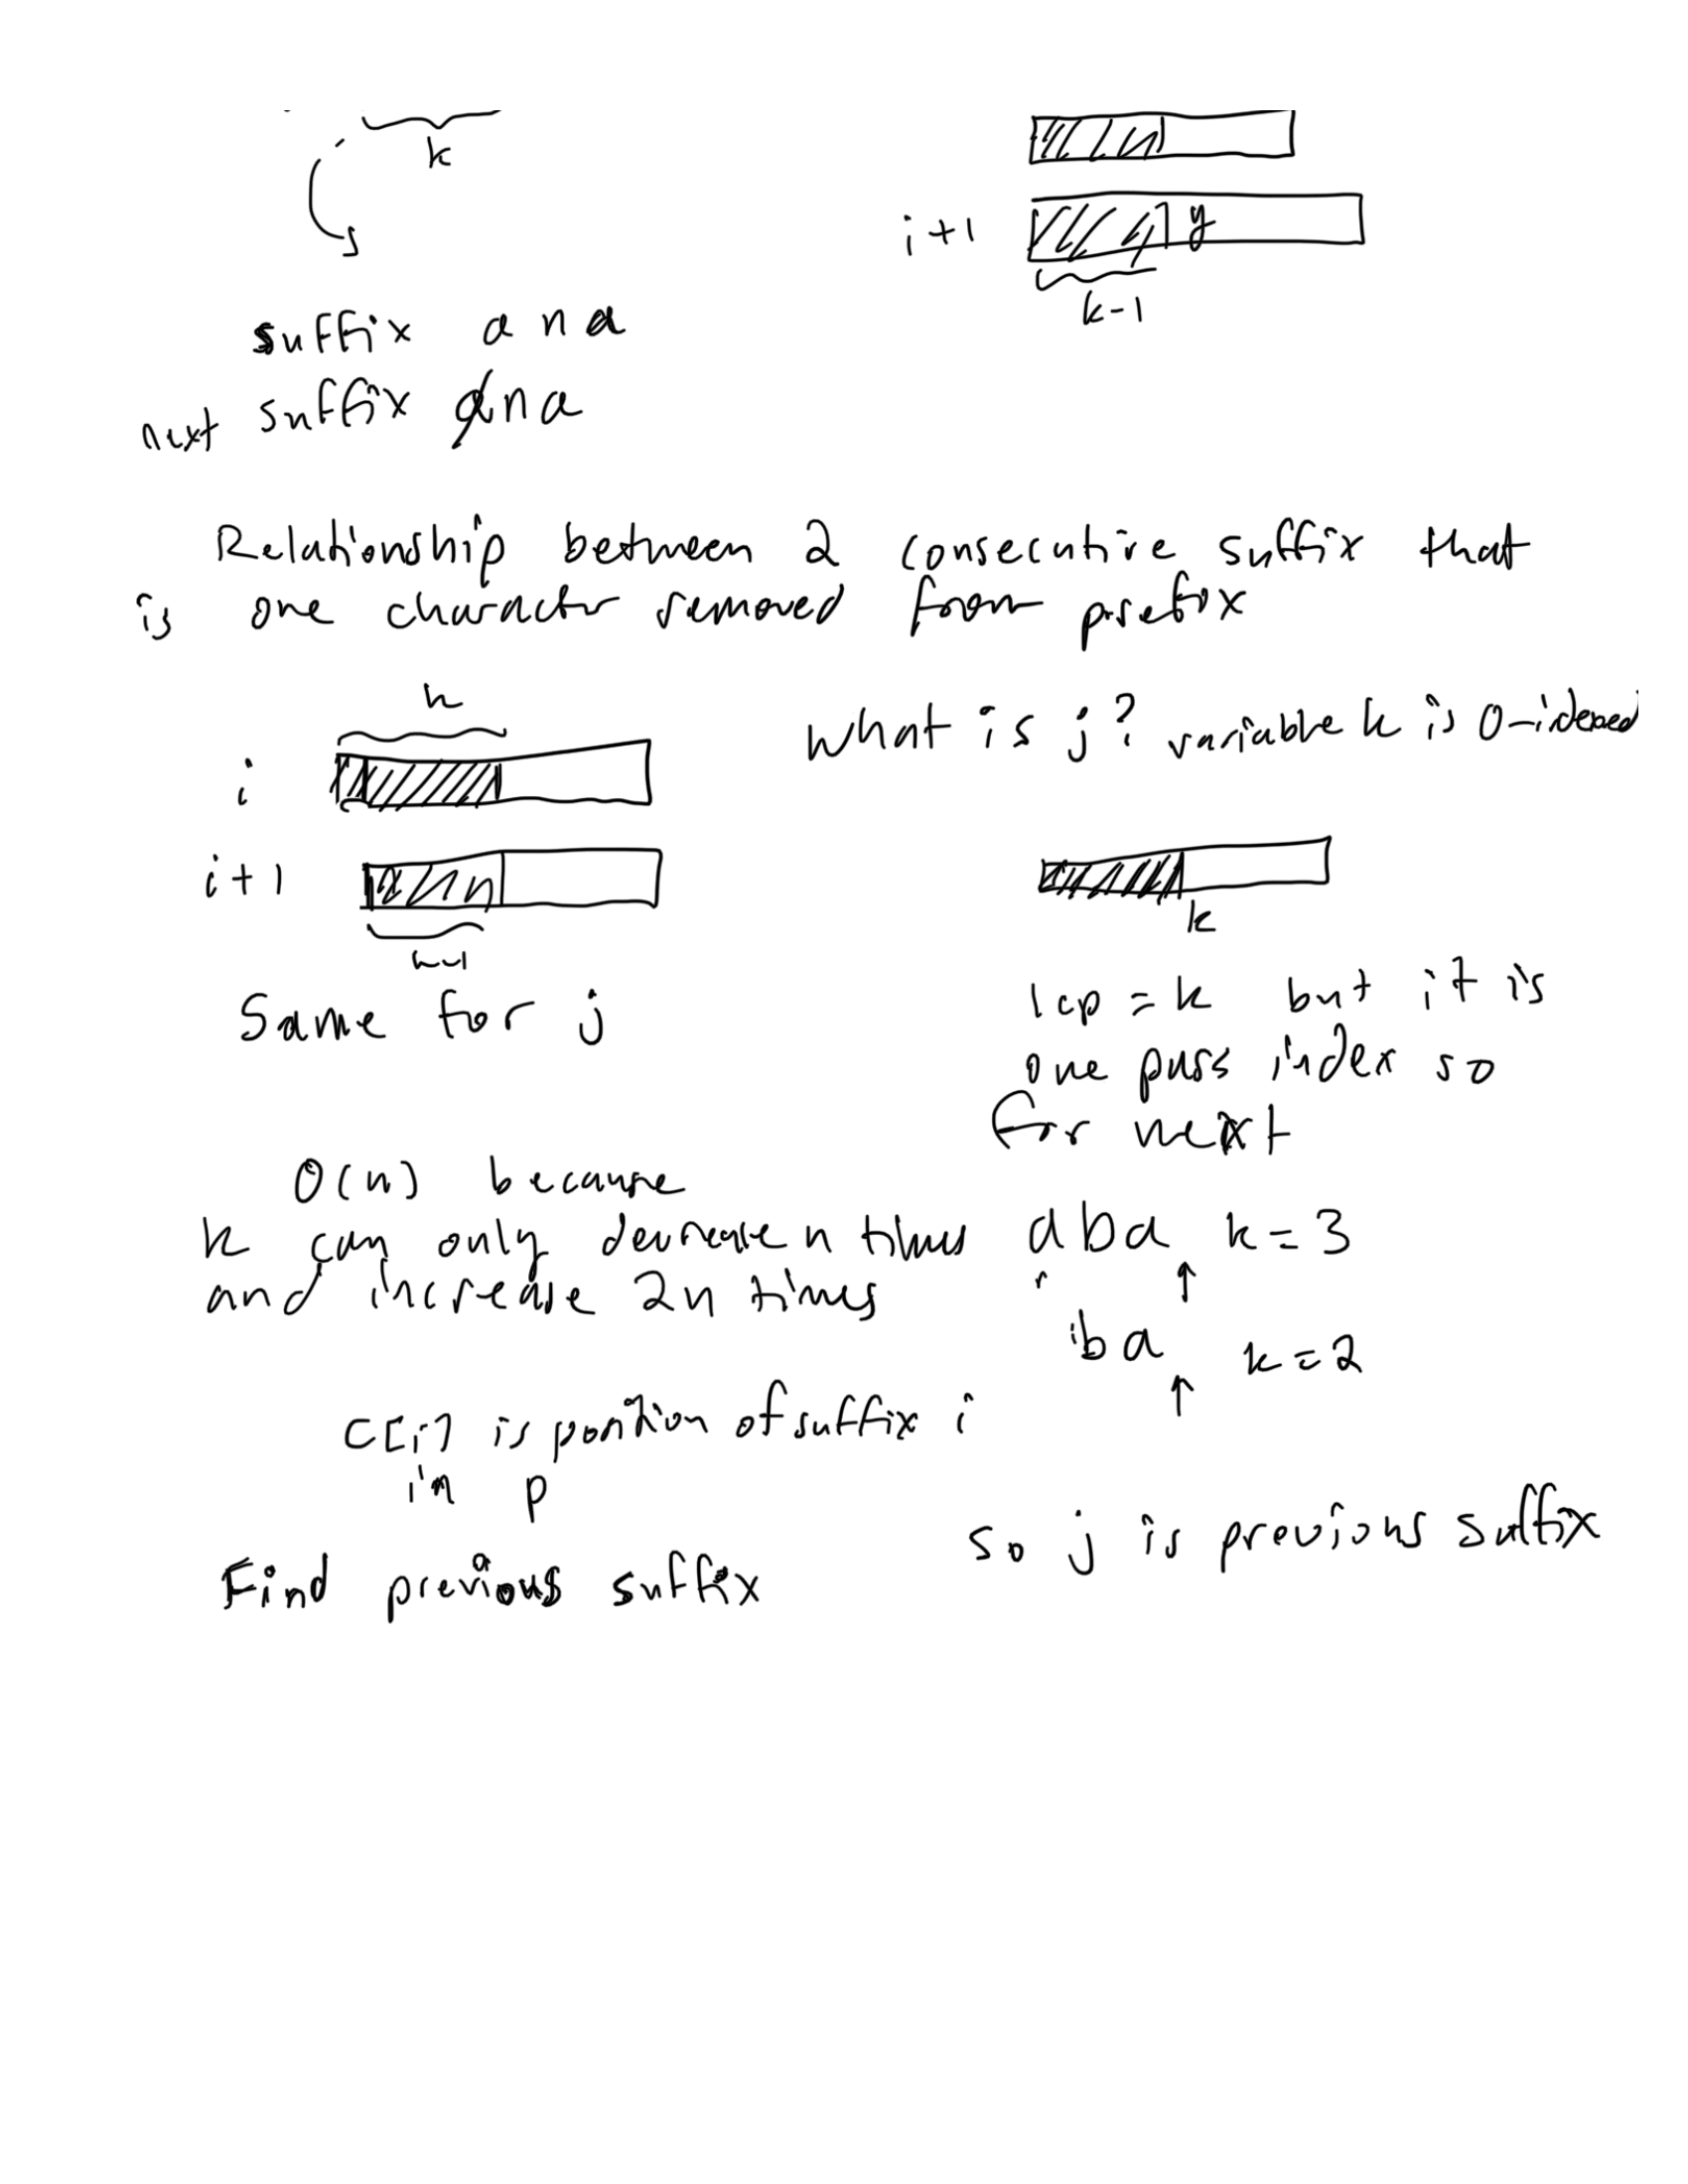 k
i+1
y
k-1
suffix ana
next suffix ana
Relationship between 2 consecutive suffix that
is one character removed from prefix
k
What is j? variable k is 0-indexed
i
i+1
k-1
k
Same for j
lcp = k but it is
one pass index so
for next
O(n) because
k can only decrease n times
and increase 2n times
aba k=3
ba k=2
c[i] is position of suffix i
in p
Find previous suffix
so j is previous suffix